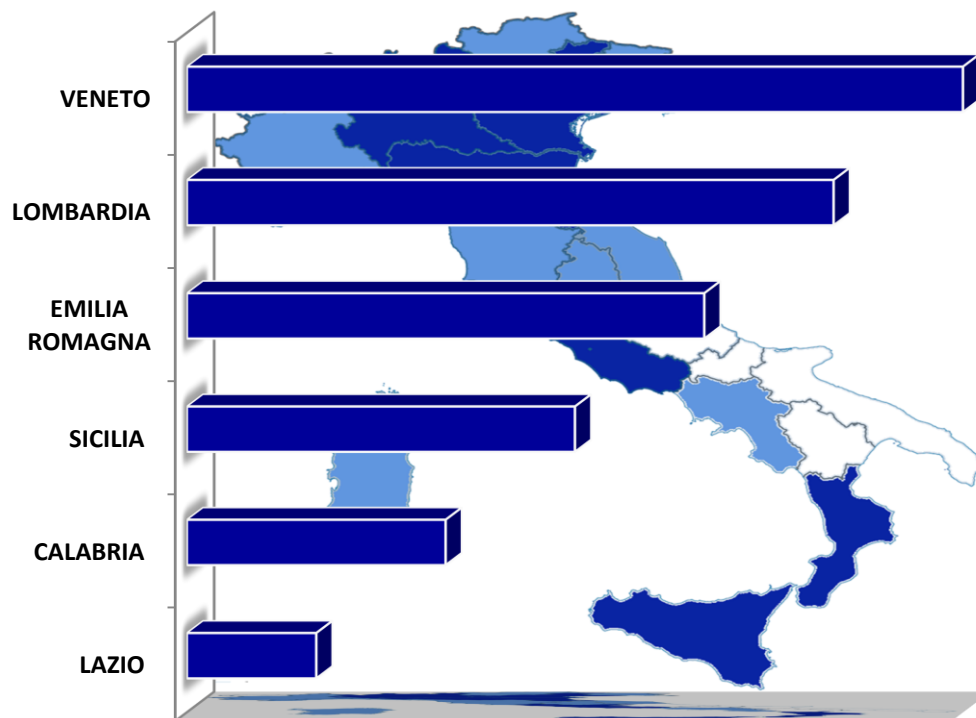 VENETO
LOMBARDIA
EMILIA
ROMAGNA
SICILIA
CALABRIA
LAZIO